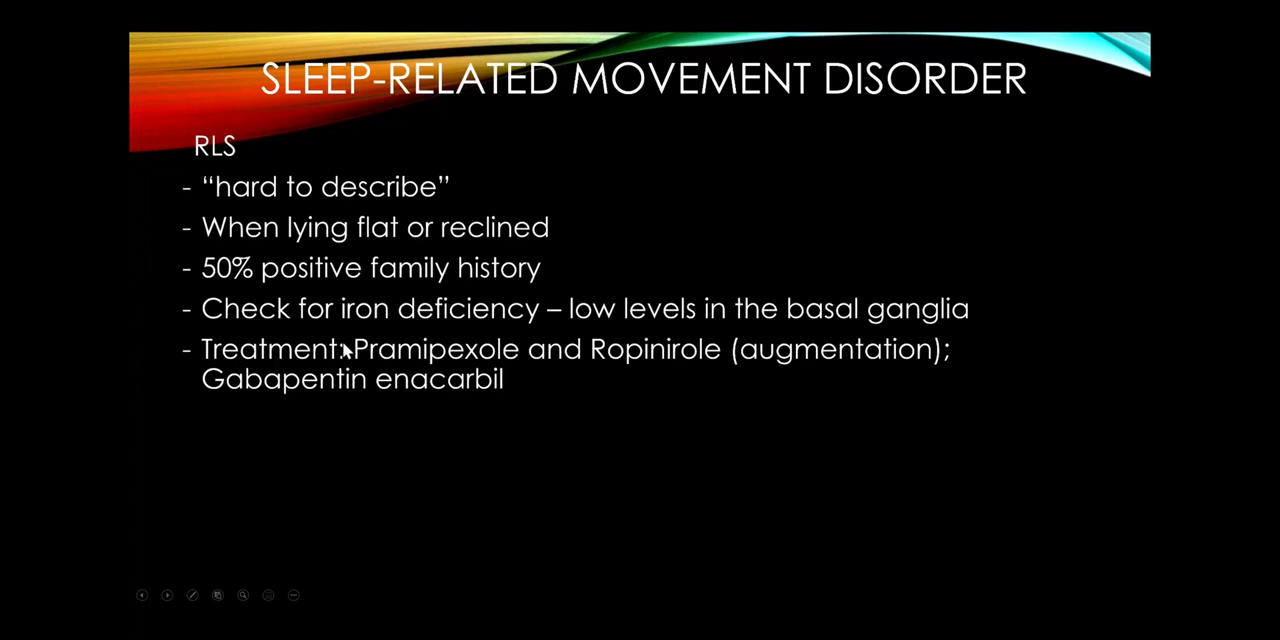 SLEEP-RELATED MOVEMENT DISORDER
RLS
- “hard to describe”
- When lying flat or reclined
- 50% positive family history
- Check for iron deficiency – low levels in the basal ganglia
- Treatment: Pramipexole and Ropinirole (augmentation);
Gabapentin enacarbil